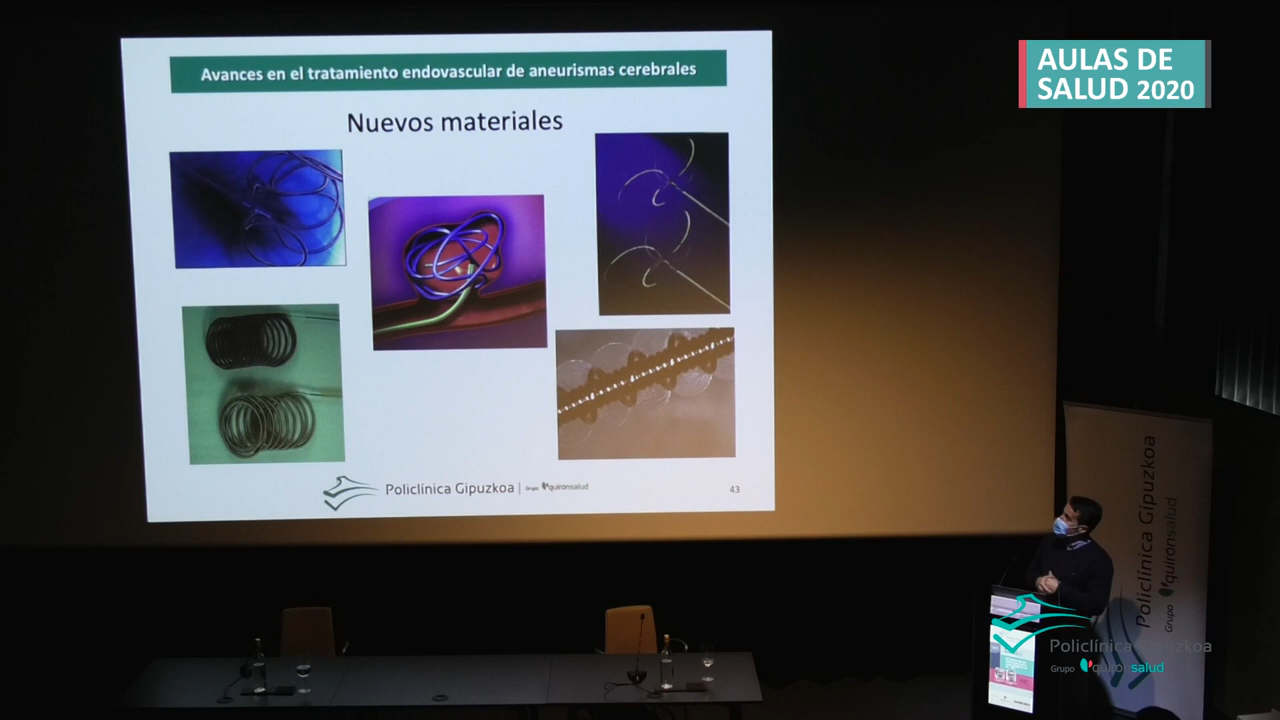 Avances en el tratamiento endovascular de aneurismas cerebrales
Nuevos materiales
Policlínica Gipuzkoa
Grupo quironsalud
43
AULAS DE
SALUD 2020
Policlínica Gipuzkoa
Grupo quironsalud
Policlínica Gipuzkoa
Grupo quirónsalud